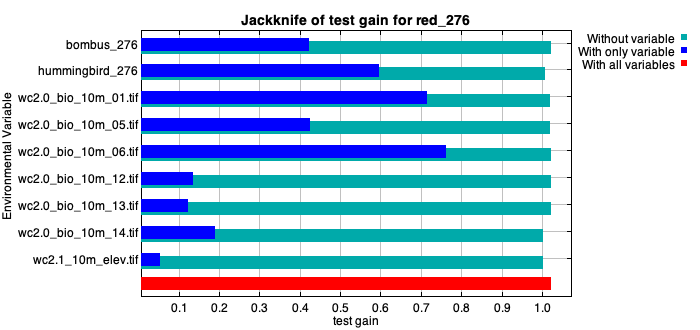 Jackknife of test gain for red_276
Without variable
With only variable
With all variables
Environmental Variable
bombus_276
hummingbird_276
wc2.0_bio_10m_01.tif
wc2.0_bio_10m_05.tif
wc2.0_bio_10m_06.tif
wc2.0_bio_10m_12.tif
wc2.0_bio_10m_13.tif
wc2.0_bio_10m_14.tif
wc2.1_10m_elev.tif
0.1 0.2 0.3 0.4 0.5 0.6 0.7 0.8 0.9 1.0
test gain